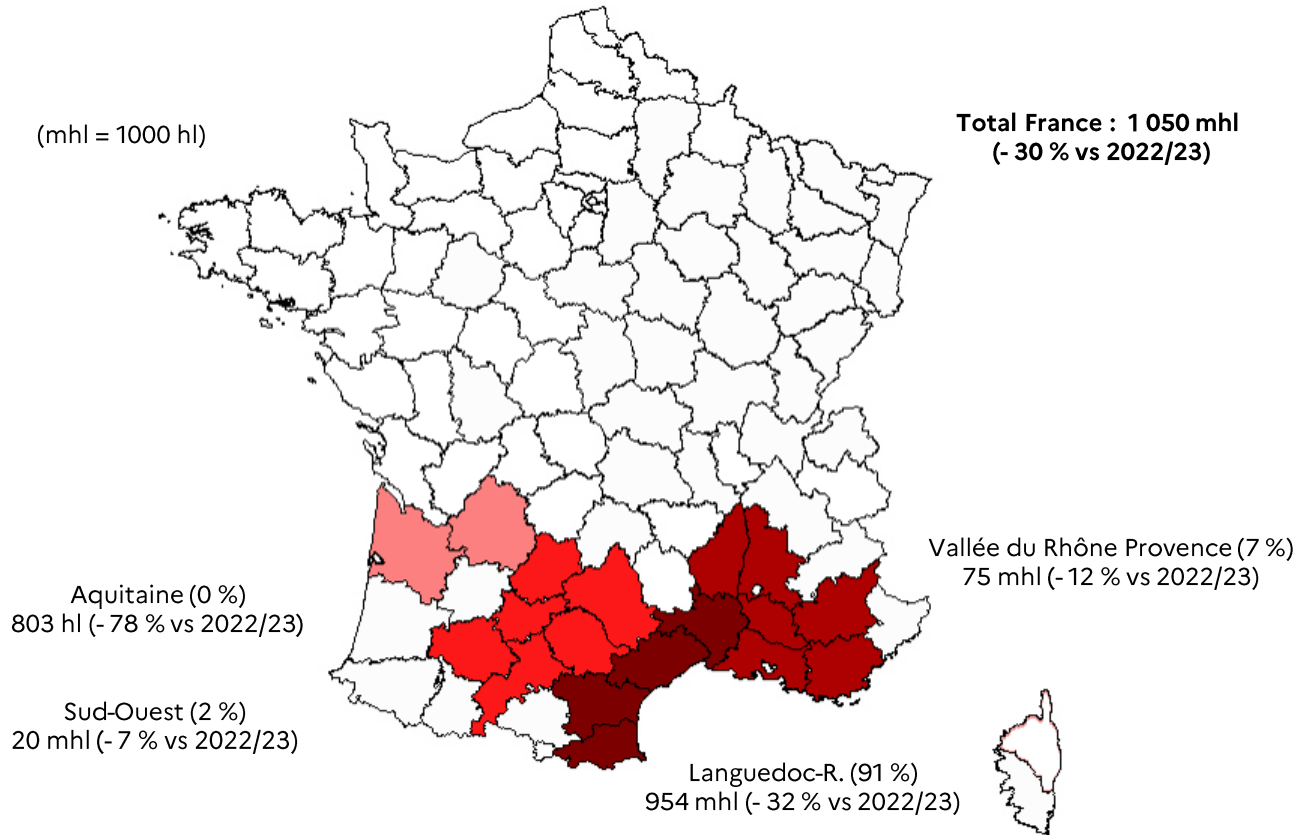 (mhl = 1000 hl)
Total France : 1 050 mhl
(- 30 % vs 2022/23)
Vallée du Rhône Provence (7 %)
75 mhl (- 12 % vs 2022/23)
Aquitaine (0 %)
803 hl (- 78 % vs 2022/23)
Sud-Ouest (2 %)
20 mhl (- 7 % vs 2022/23)
Languedoc-R. (91 %)
954 mhl (- 32 % vs 2022/23)